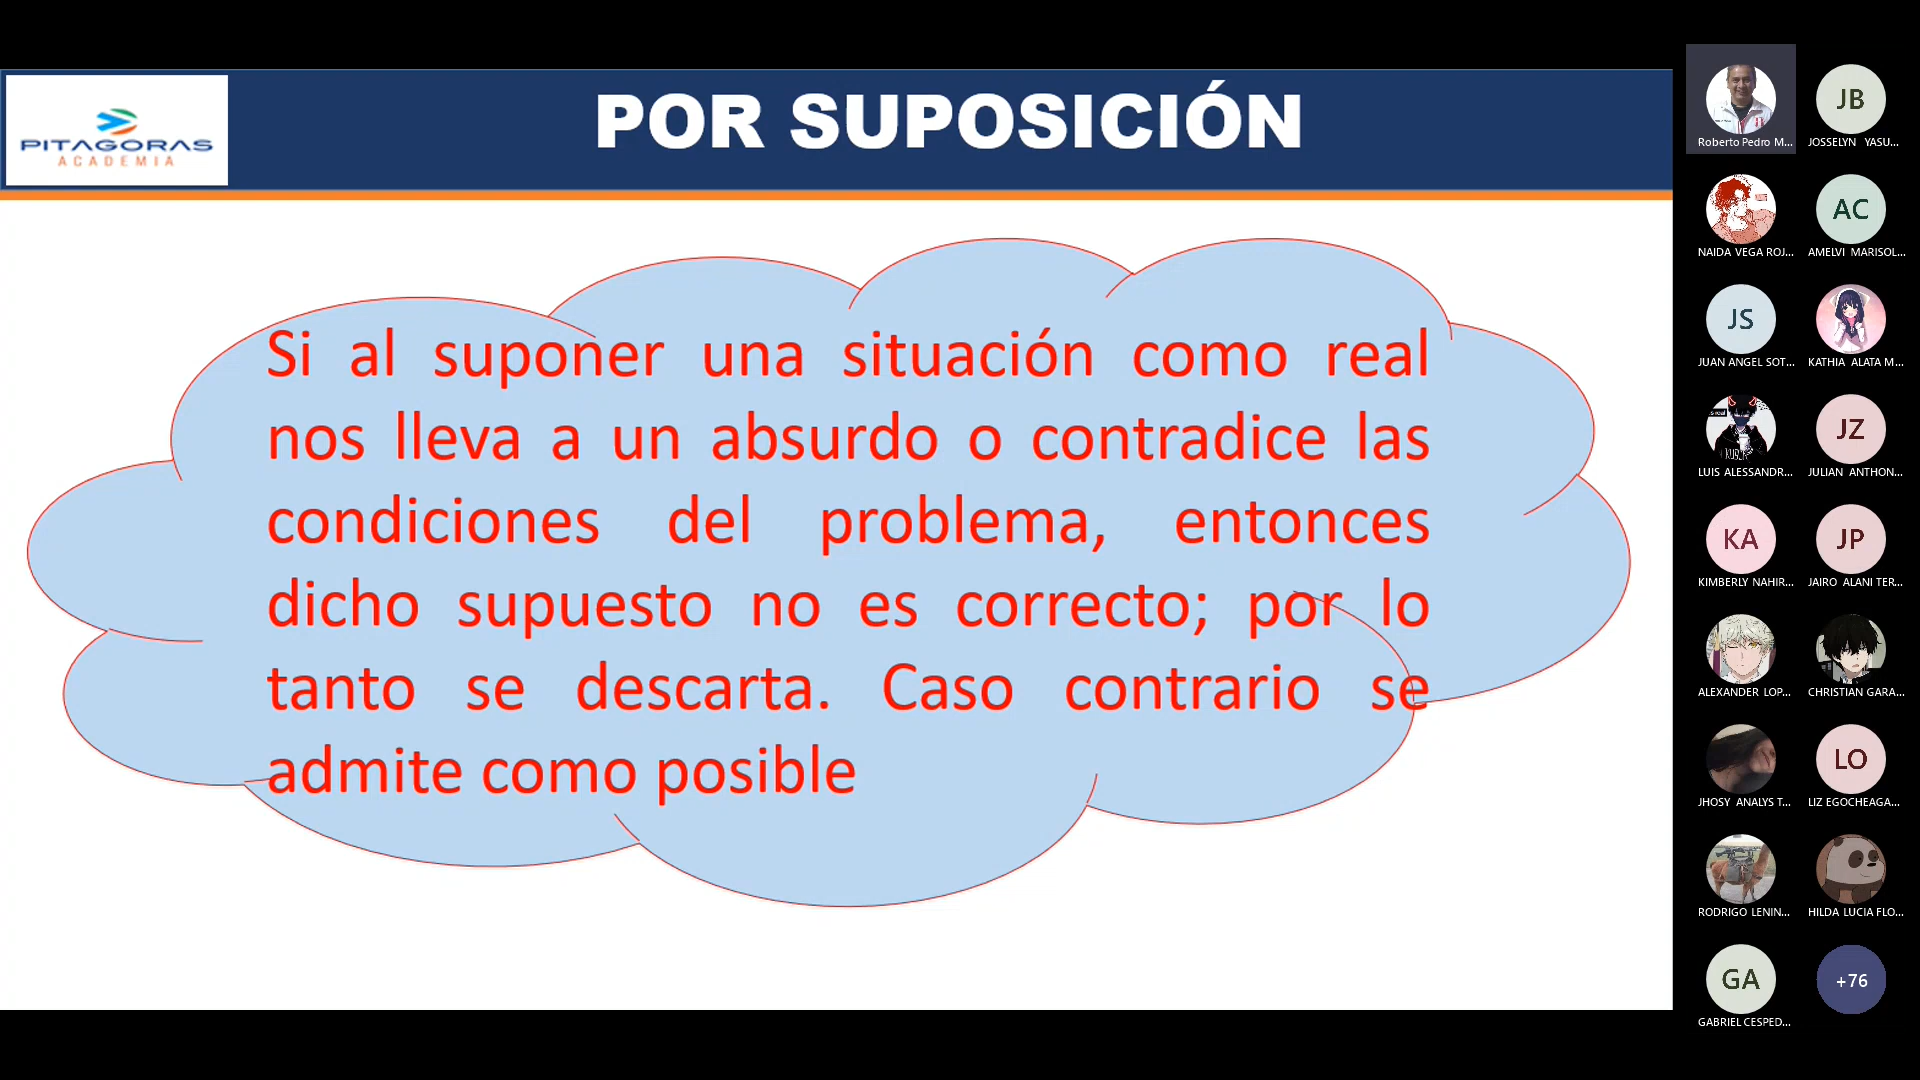 PITAGORAS
ACADEMIA
POR SUPOSICIÓN
Si al suponer una situación como real
nos lleva a un absurdo o contradice las
condiciones del problema, entonces
dicho supuesto no es correcto; por lo
tanto se descarta. Caso contrario se
admite como posible
Roberto Pedro M...
JB
JOSSELYN YASU...
NAIDA VEGA ROJ...
AC
AMELVI MARISOL...
JS
JUAN ANGEL SOT...
KATHIA ALATA M...
LUIS ALESSANDR...
JZ
JULIAN ANTHON...
KA
KIMBERLY NAHIR...
JP
JAIRO ALANI TER...
ALEXANDER LOP...
CHRISTIAN GARA...
JHOSY ANALYS T...
LO
LIZ EGOCHEAGA...
RODRIGO LENIN...
HILDA LUCIA FLO...
GA
GABRIEL CESPED...
+76